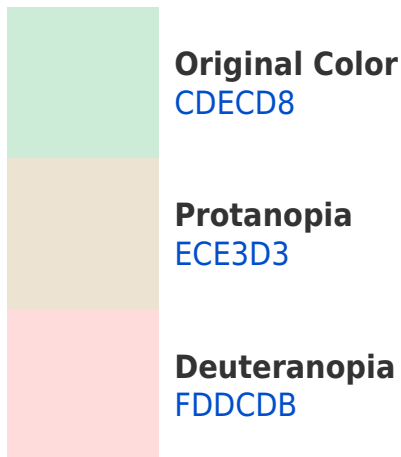 Original Color
CDECD8
Protanopia
ECE3D3
Deuteranopia
FDDCDB